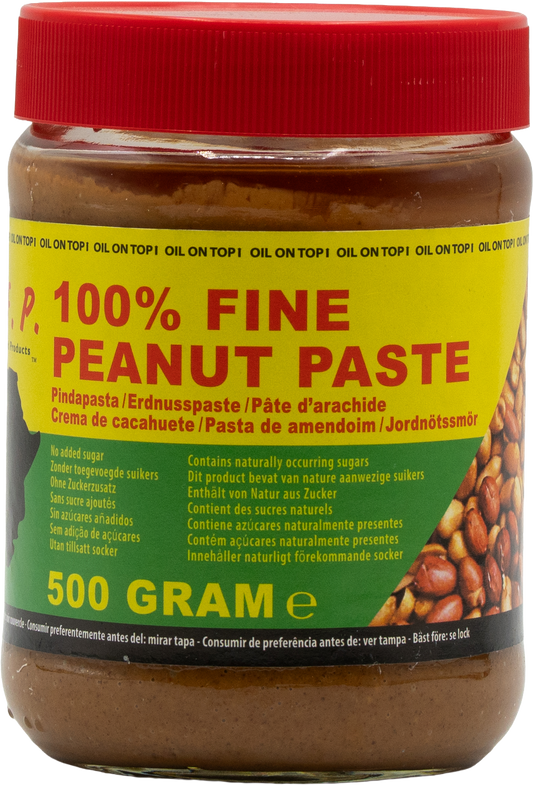 OIL ON TOP! OIL ON TOP! OIL ON TOP! OIL ON TOP! OIL ON TOP! OIL ON TOP! OIL ON
. P.
Products™
100% FINE
PEANUT PASTE
Pindapasta/Erdnusspaste/Pâte d'arachide
Crema de cacahuete/Pasta de amendoim/Jordnötssmör
No added sugar
Zonder toegevoegde suikers
Ohne Zuckerzusatz
Sans sucre ajoutés
Sin azúcares añadidos
Sem adição de açúcares
Utan tillsatt socker
Contains naturally occurring sugars
Dit product bevat van nature aanwezige suikers
Enthält von Natur aus Zucker
Contient des sucres naturels
Contiene azúcares naturalmente presentes
Contém açúcares naturalmente presentes
Innehåller naturligt förekommande socker
500 GRAM ℮
- Consumir preferentemente antes del: mirar tapa - Consumir de preferência antes de: ver tampa - Bäst före: se lock